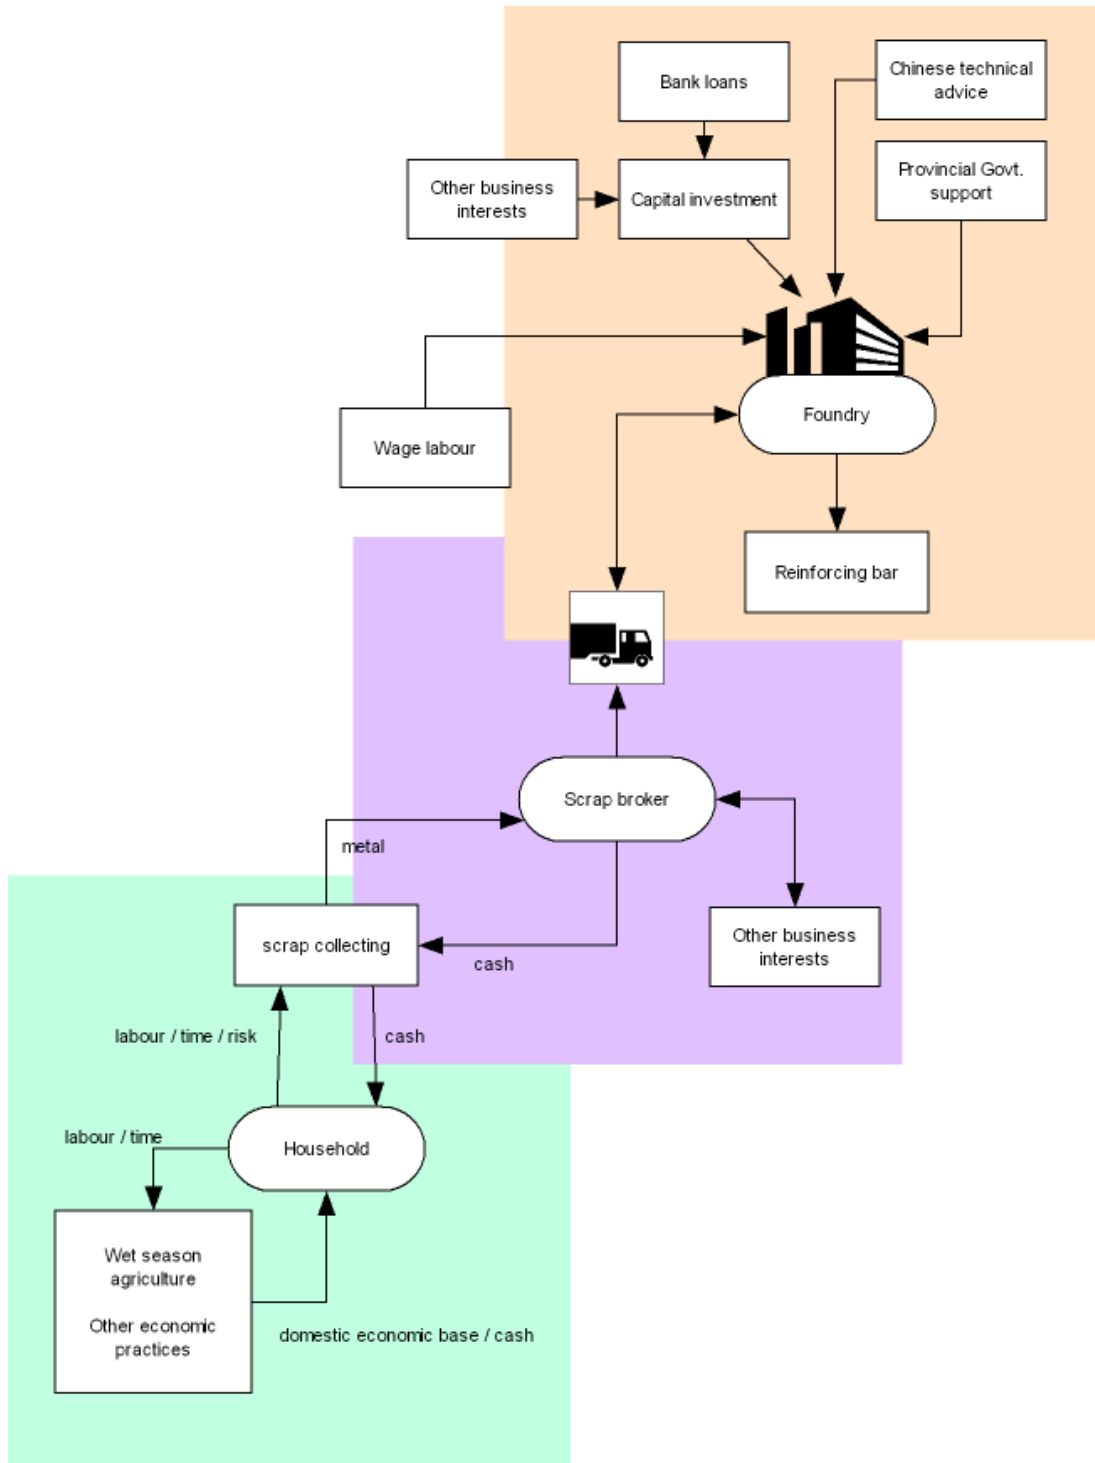 Bank loans
Chinese technical
advice
Other business
interests
Capital investment
Provincial Govt.
support
Wage labour
Foundry
Reinforcing bar
Scrap broker
metal
scrap collecting
cash
Other business
interests
labour / time / risk
cash
labour / time
Household
Wet season
agriculture
Other economic
practices
domestic economic base / cash